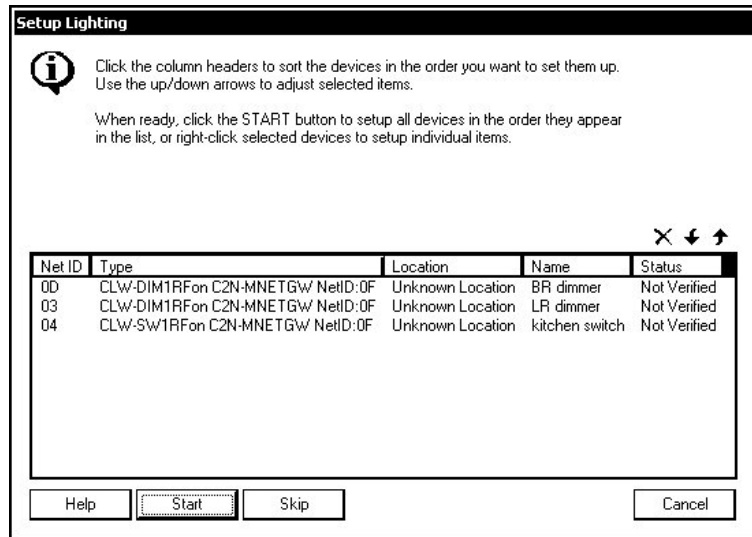 Setup Lighting
Click the column headers to sort the devices in the order you want to set them up.
Use the up/down arrows to adjust selected items.
When ready, click the START button to setup all devices in the order they appear
in the list, or right-click selected devices to setup individual items.
Net ID Type Location Name Status
0D CLW-DIM1RFon C2N-MNETGW NetID:0F Unknown Location BR dimmer Not Verified
03 CLW-DIM1RFon C2N-MNETGW NetID:0F Unknown Location LR dimmer Not Verified
04 CLW-SW1RFon C2N-MNETGW NetID:0F Unknown Location kitchen switch Not Verified
Help Start Skip Cancel